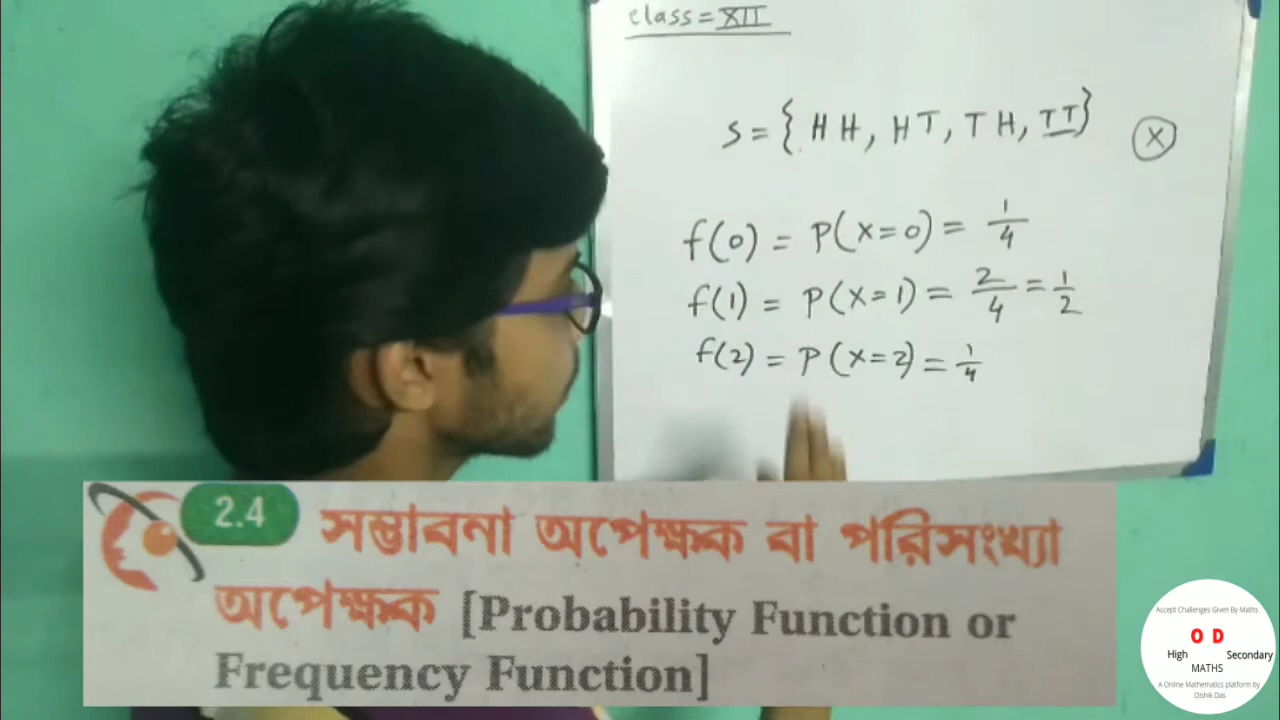 class = XII
S = { HH, HT, TH, TT }
X
f(0) = P(X=0) = 1/4
f(1) = P(X=1) = 2/4 = 1/2
f(2) = P(X=2) = 1/4
2.4 সম্ভাবনা অপেক্ষক বা পরিসংখ্যা
অপেক্ষক [Probability Function or
Frequency Function]
Accept Challenges Given By Maths
O D
High Secondary
MATHS
A Online Mathematics platform by
Oishik Das